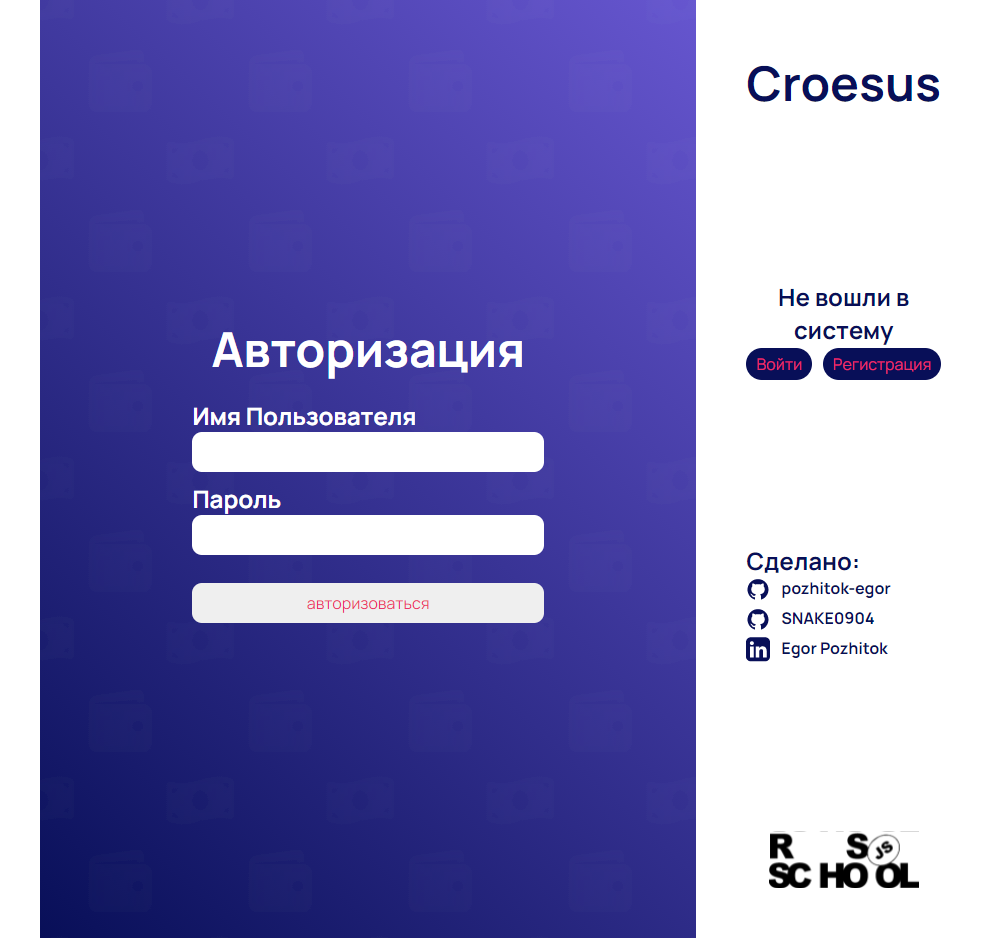 Авторизация
Имя Пользователя
Пароль
авторизоваться
Croesus
Не вошли в
систему
Войти
Регистрация
Сделано:
pozhitok-egor
SNAKE0904
in Egor Pozhitok
R S JS
SCHOOL